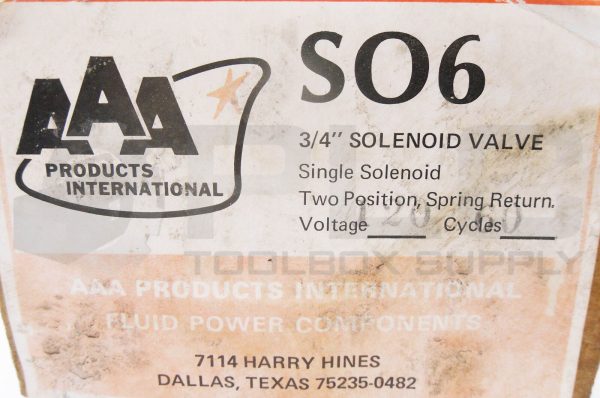 SO6
AAA
PRODUCTS
INTERNATIONAL
3/4" SOLENOID VALVE
Single Solenoid
Two Position, Spring Return.
Voltage 120 Cycles 60
TOOLBOX SUPPLY
AAA PRODUCTS INTERNATIONAL
FLUID POWER COMPONENTS
7114 HARRY HINES
DALLAS, TEXAS 75235-0482